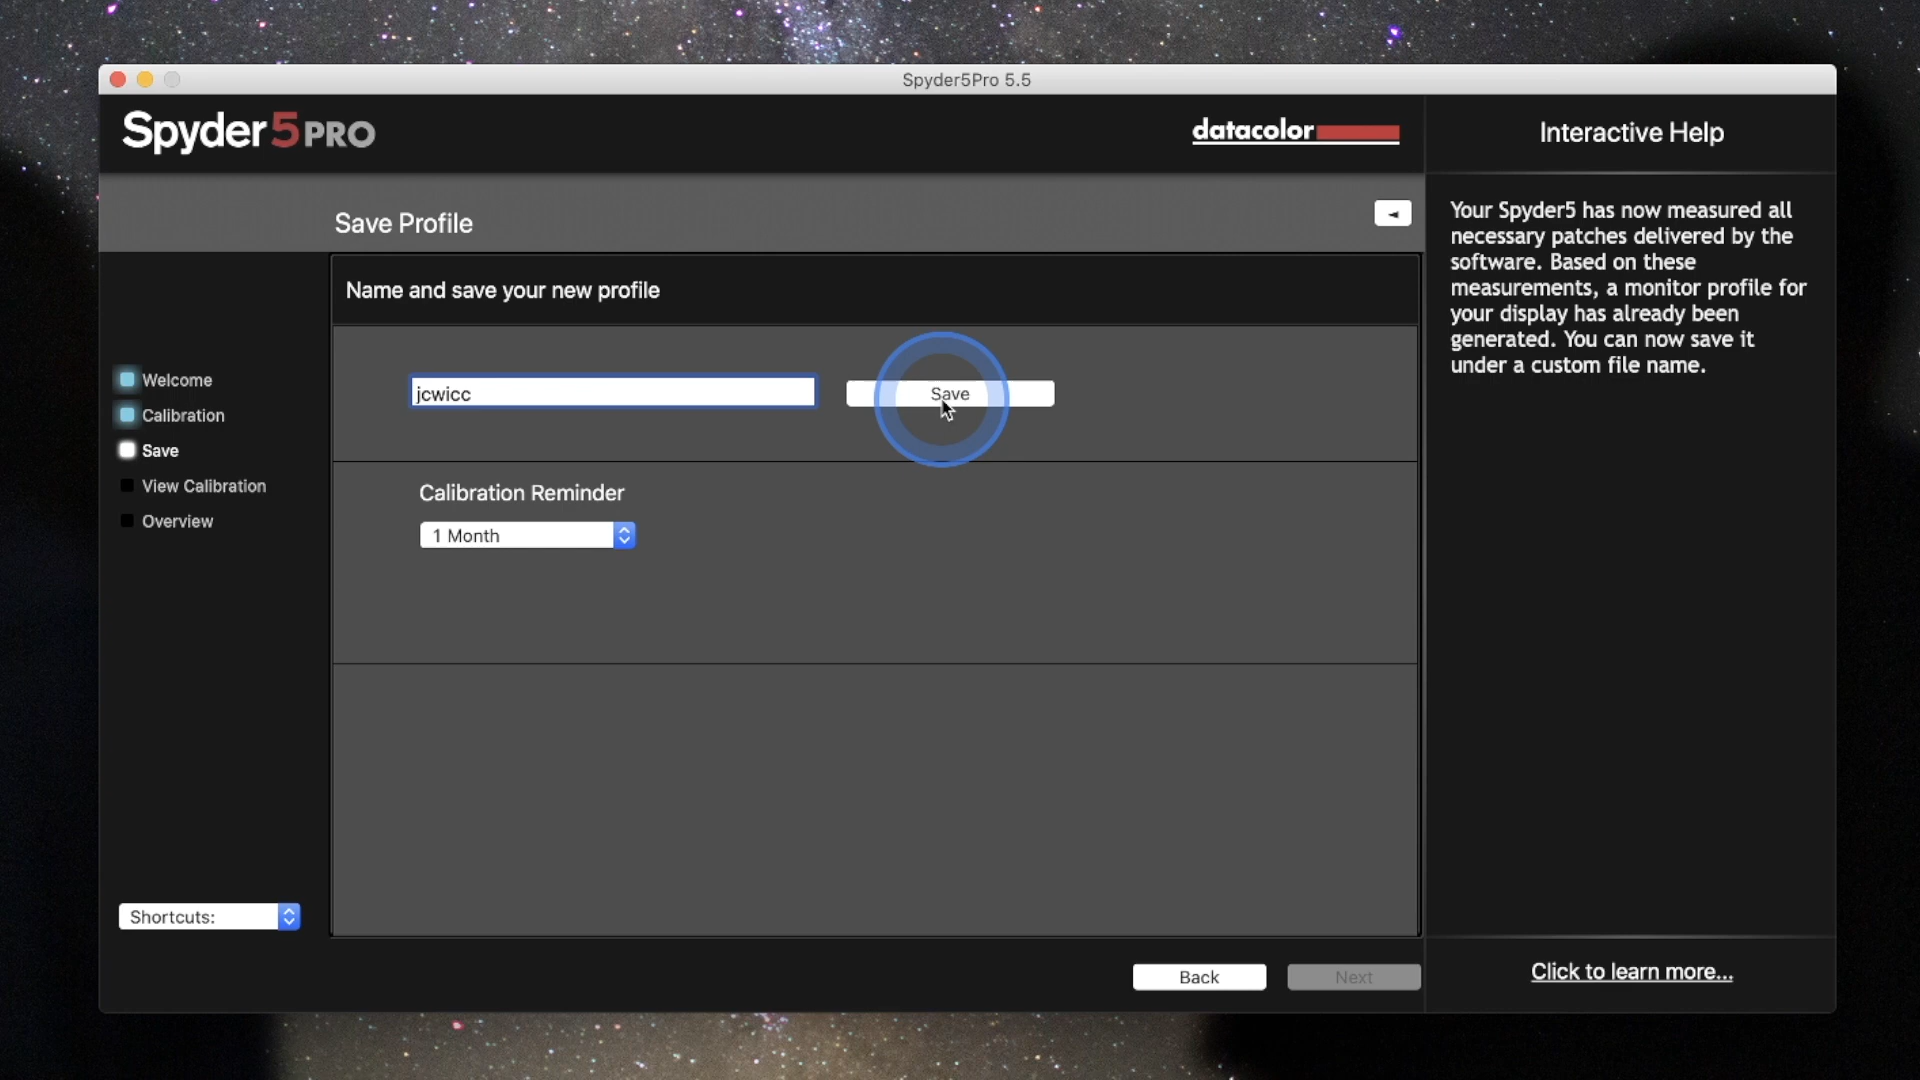 Spyder5Pro 5.5
Spyder5PRO
datacolor
Interactive Help
Save Profile
◄
Your Spyder5 has now measured all
necessary patches delivered by the
software. Based on these
measurements, a monitor profile for
your display has already been
generated. You can now save it
under a custom file name.
Name and save your new profile
jcwicc
Save
Welcome
Calibration
Save
View Calibration
Overview
Calibration Reminder
1 Month
Shortcuts:
Back
Next
Click to learn more...